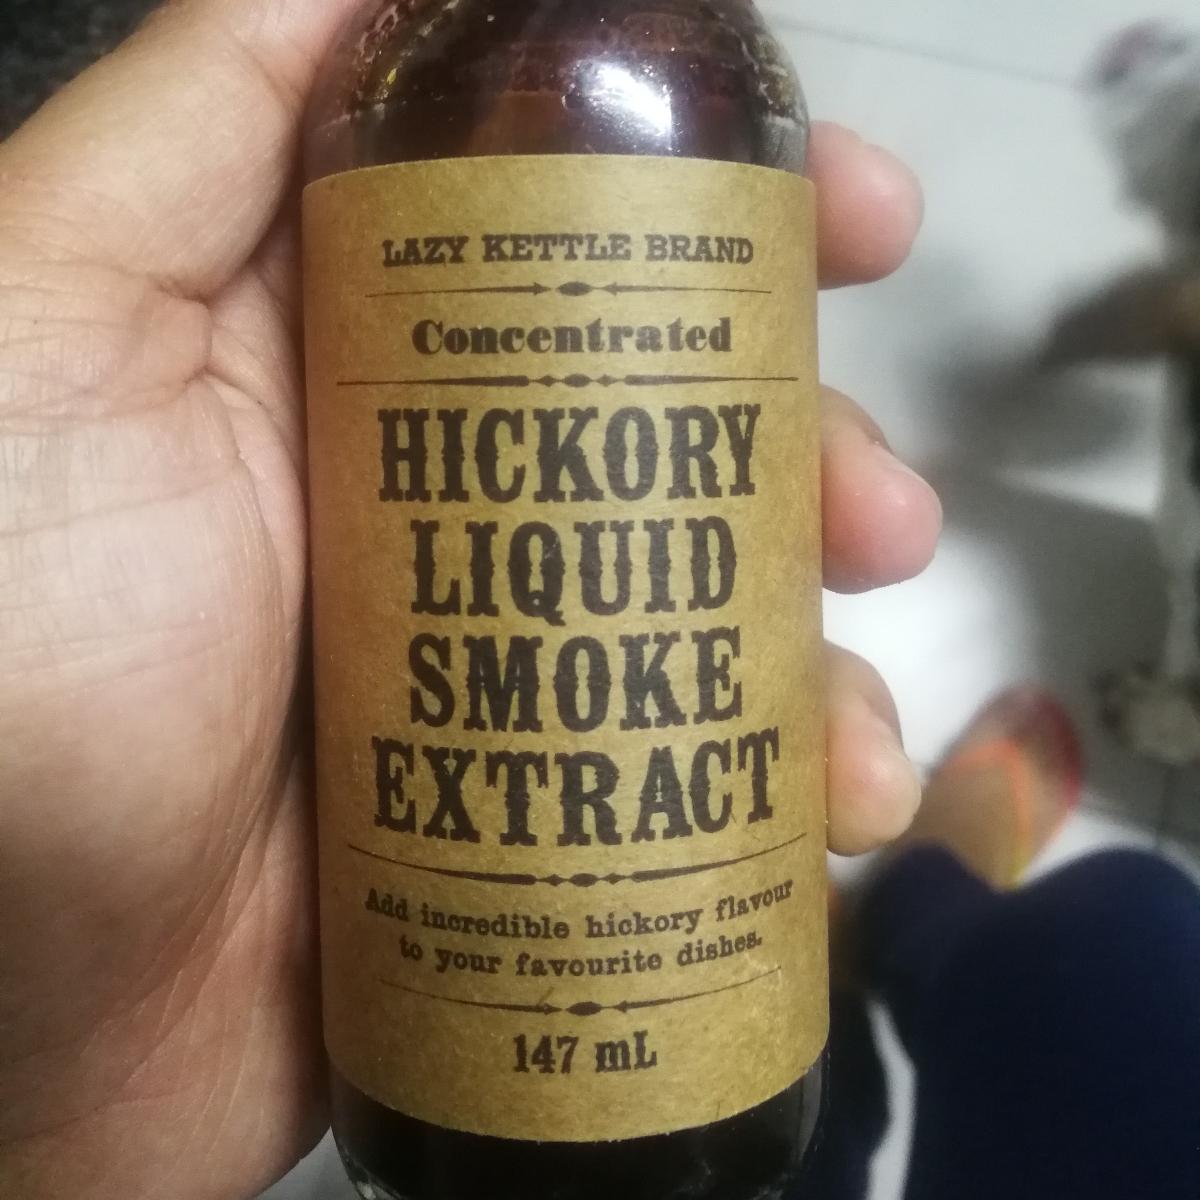 LAZY KETTLE BRAND
Concentrated
HICKORY
LIQUID
SMOKE
EXTRACT
Add incredible hickory flavour
to your favourite dishes.
147 mL